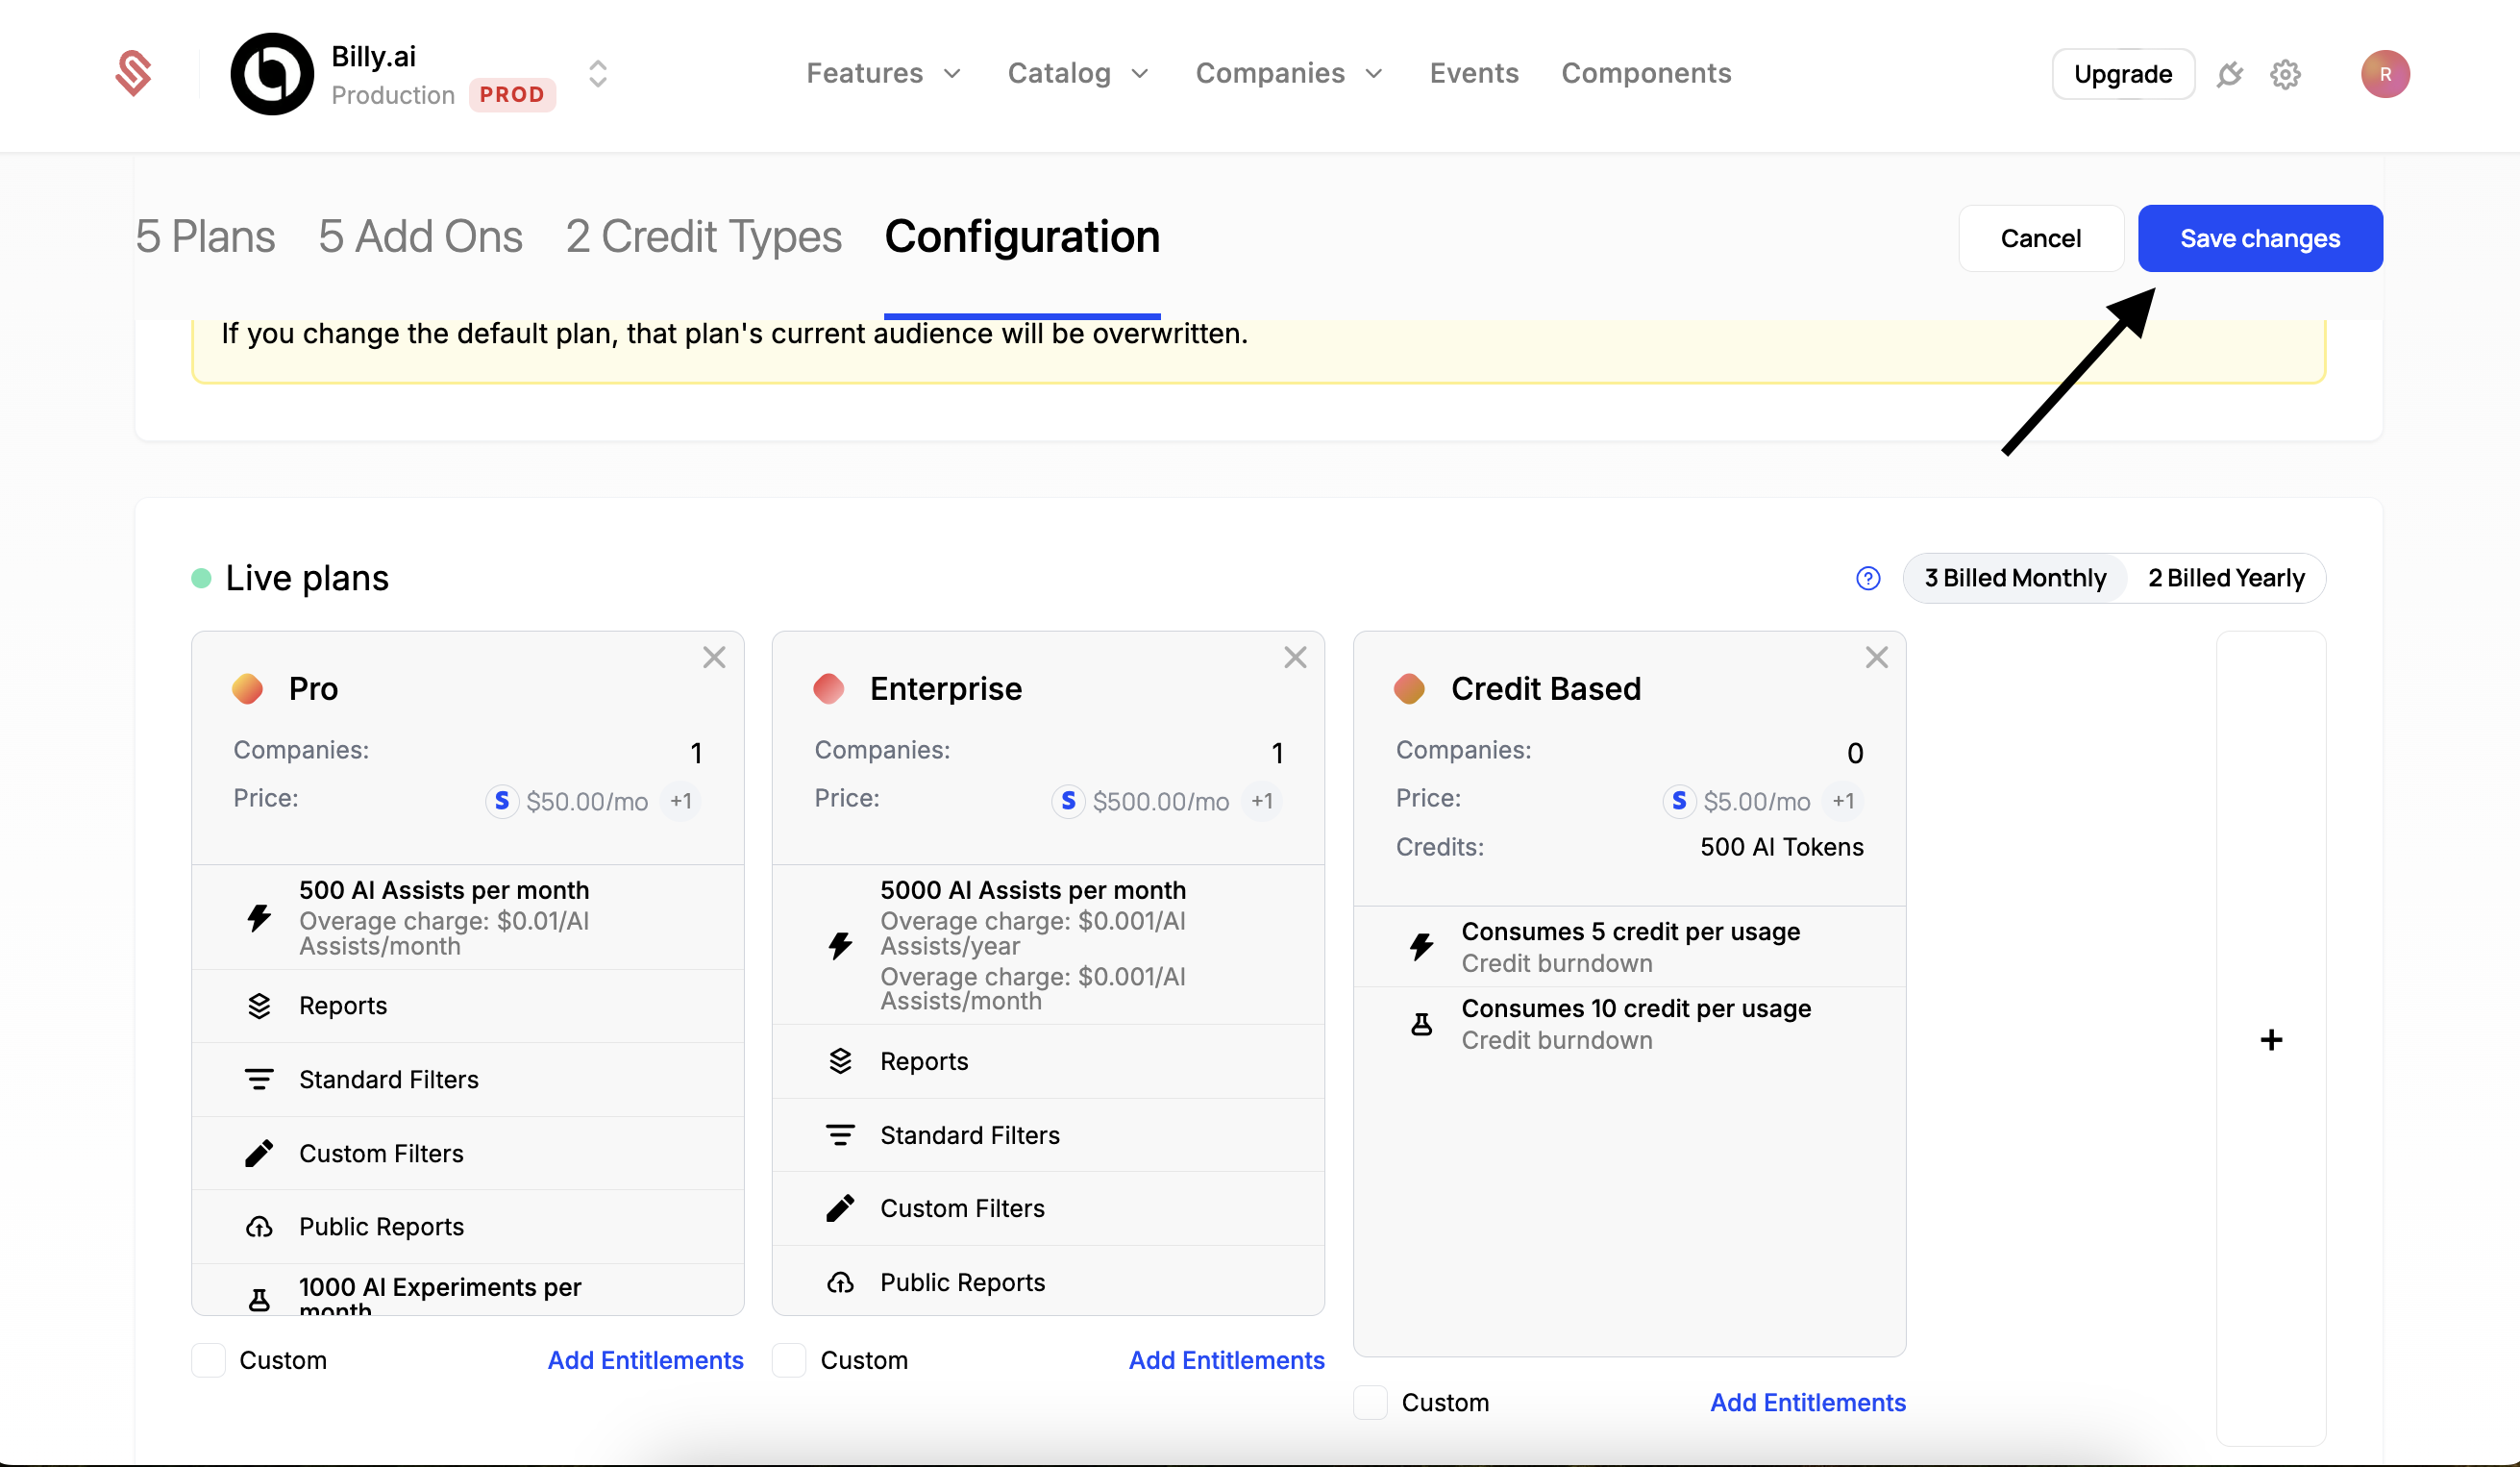 Billy.ai
Production PROD
Features
Catalog
Companies
Events
Components
Upgrade
R
5 Plans
5 Add Ons
2 Credit Types
Configuration
Cancel
Save changes
If you change the default plan, that plan's current audience will be overwritten.
Live plans
?
3 Billed Monthly
2 Billed Yearly
Pro
Companies: 1
Price: S $50.00/mo +1
500 AI Assists per month
Overage charge: $0.01/AI
Assists/month
Reports
Standard Filters
Custom Filters
Public Reports
1000 AI Experiments per
month
Custom
Add Entitlements
Enterprise
Companies: 1
Price: S $500.00/mo +1
5000 AI Assists per month
Overage charge: $0.001/AI
Assists/year
Overage charge: $0.001/AI
Assists/month
Reports
Standard Filters
Custom Filters
Public Reports
Custom
Add Entitlements
Credit Based
Companies: 0
Price: S $5.00/mo +1
Credits: 500 AI Tokens
Consumes 5 credit per usage
Credit burndown
Consumes 10 credit per usage
Credit burndown
Custom
Add Entitlements
+